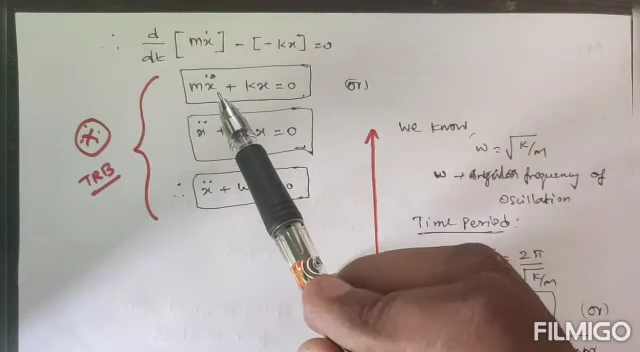 ∴ d/dt [mẋ] - [-kx] = 0
mẍ + kx = 0 (or)
ẍ + x = 0
∴ ẍ + ω = 0
* TRB
We know,
ω = √K/M
ω → angular frequency of
Oscillation
Time period:
= 2π/√K/M
(or)
FILMIGO